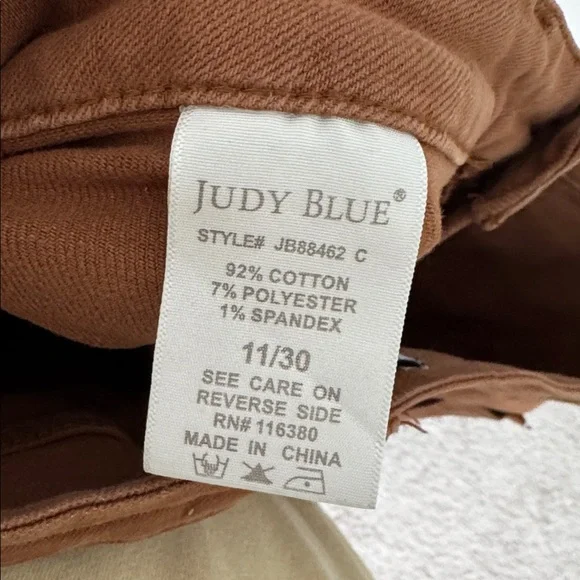 JUDY BLUE®
STYLE# JB88462 C
92% COTTON
7% POLYESTER
1% SPANDEX
11/30
SEE CARE ON
REVERSE SIDE
RN# 116380
MADE IN CHINA